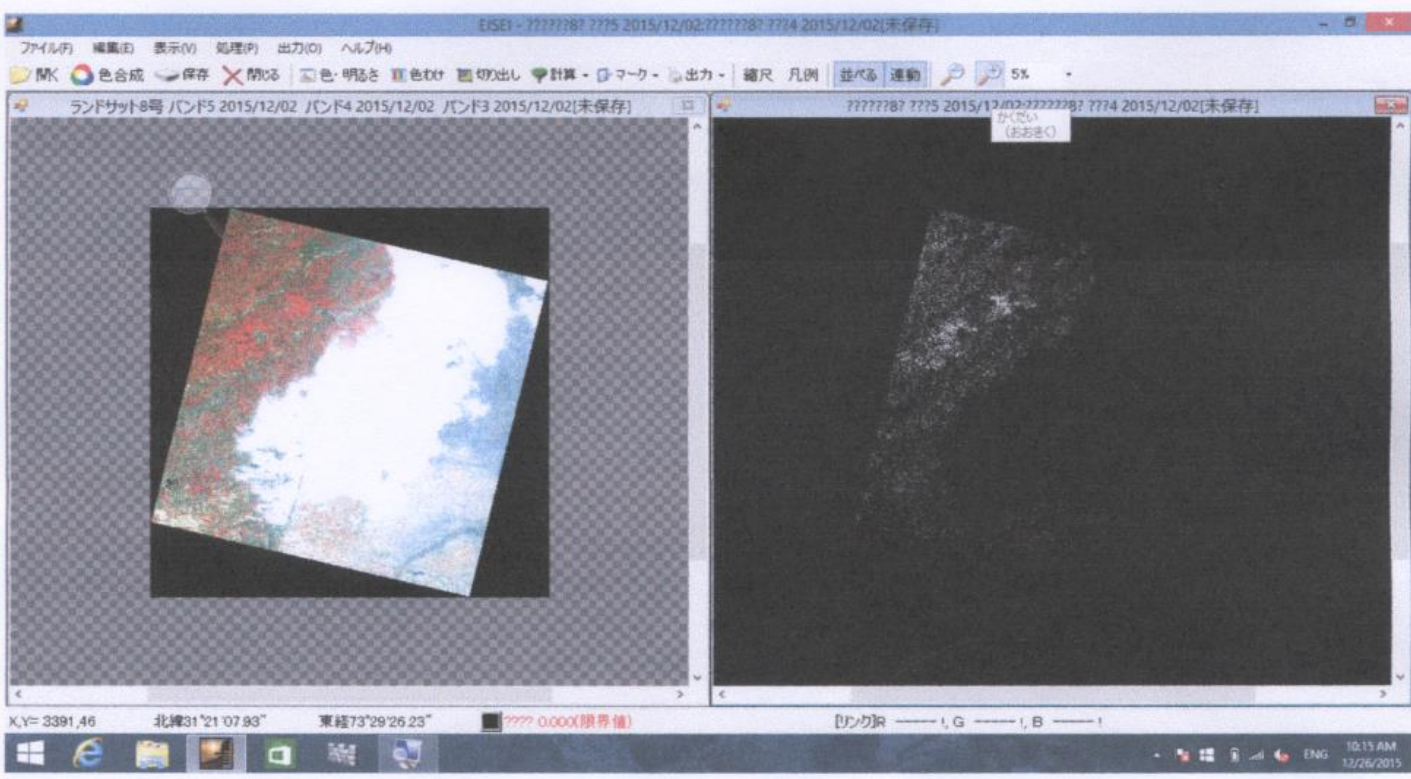 EISEI - ??????8? ???5 2015/12/02:??????8? ???4 2015/12/02[未保存]
ファイル(F) 編集(E) 表示(V) 処理(P) 出力(O) ヘルプ(H)
開く 色合成 保存 閉じる 色・明るさ 色わけ 切り出し 計算 マーク 出力 縮尺 凡例 並べる 連動 5%
ランドサット8号 バンド5 2015/12/02 バンド4 2015/12/02 バンド3 2015/12/02[未保存]
??????8? ???5 2015/12/02:??????8? ???4 2015/12/02[未保存]
かくだい
(おおきく)
X,Y= 3391,46 北緯31°21'07.93" 東経73°29'26.23" ???? 0.000(限界値) [リンク]R ----- !, G ----- !, B ----- !
ENG 10:15 AM
12/26/2015